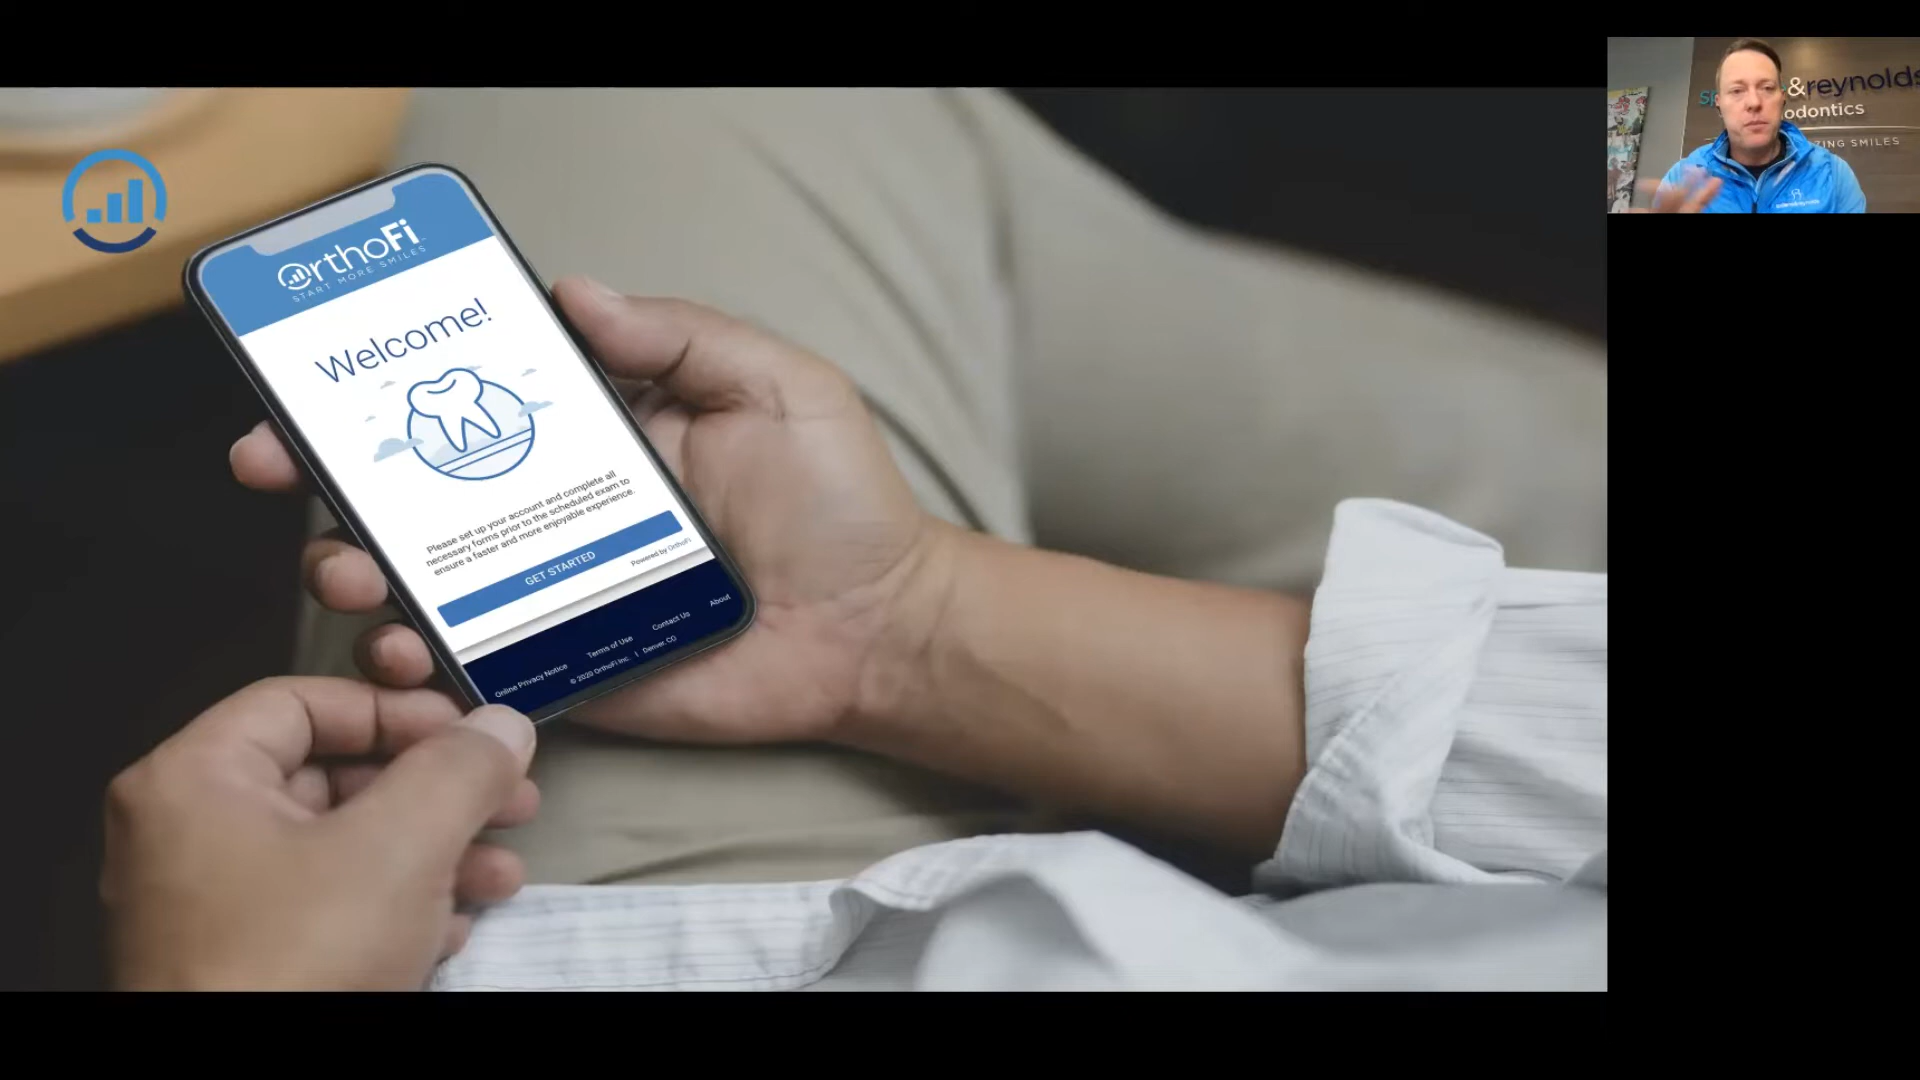 OrthoFi
START MORE SMILES
Welcome!
Please set up your account and complete all
necessary forms prior to the scheduled exam to
ensure a faster and more enjoyable experience.
GET STARTED
Powered by OrthoFi
Online Privacy Notice Terms of Use Contact Us About
© 2020 OrthoFi Inc. | Denver, CO
&reynolds
odontics
ZING SMILES